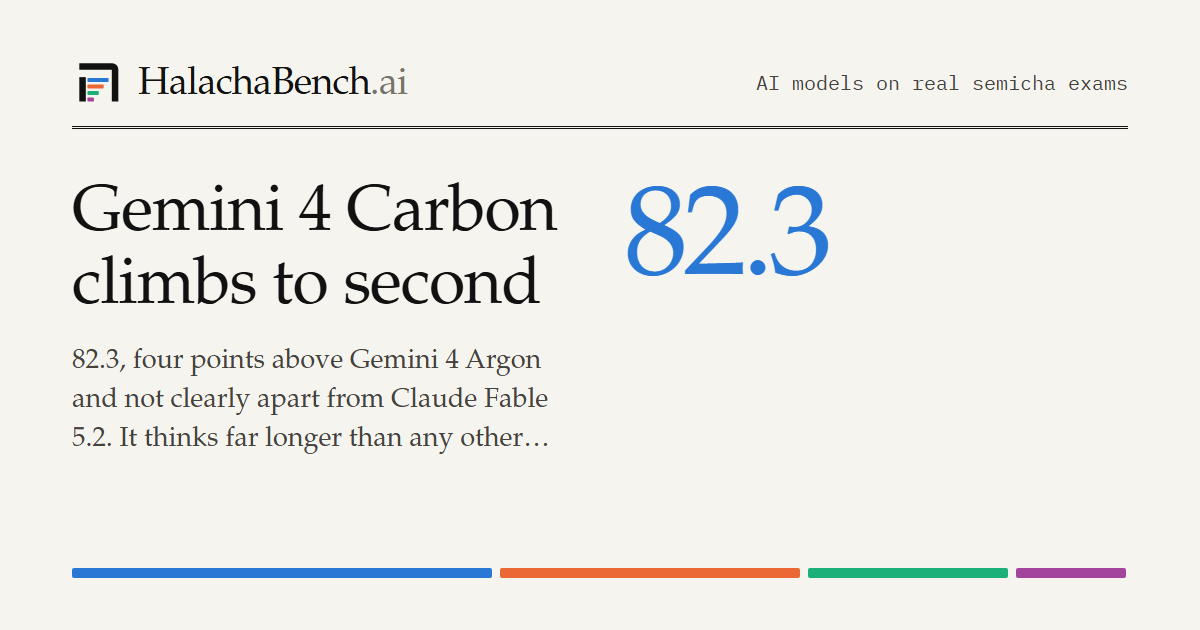 HalachaBench.ai
AI models on real semicha exams
Gemini 4 Carbon
climbs to second
82.3
82.3, four points above Gemini 4 Argon
and not clearly apart from Claude Fable
5.2. It thinks far longer than any other…